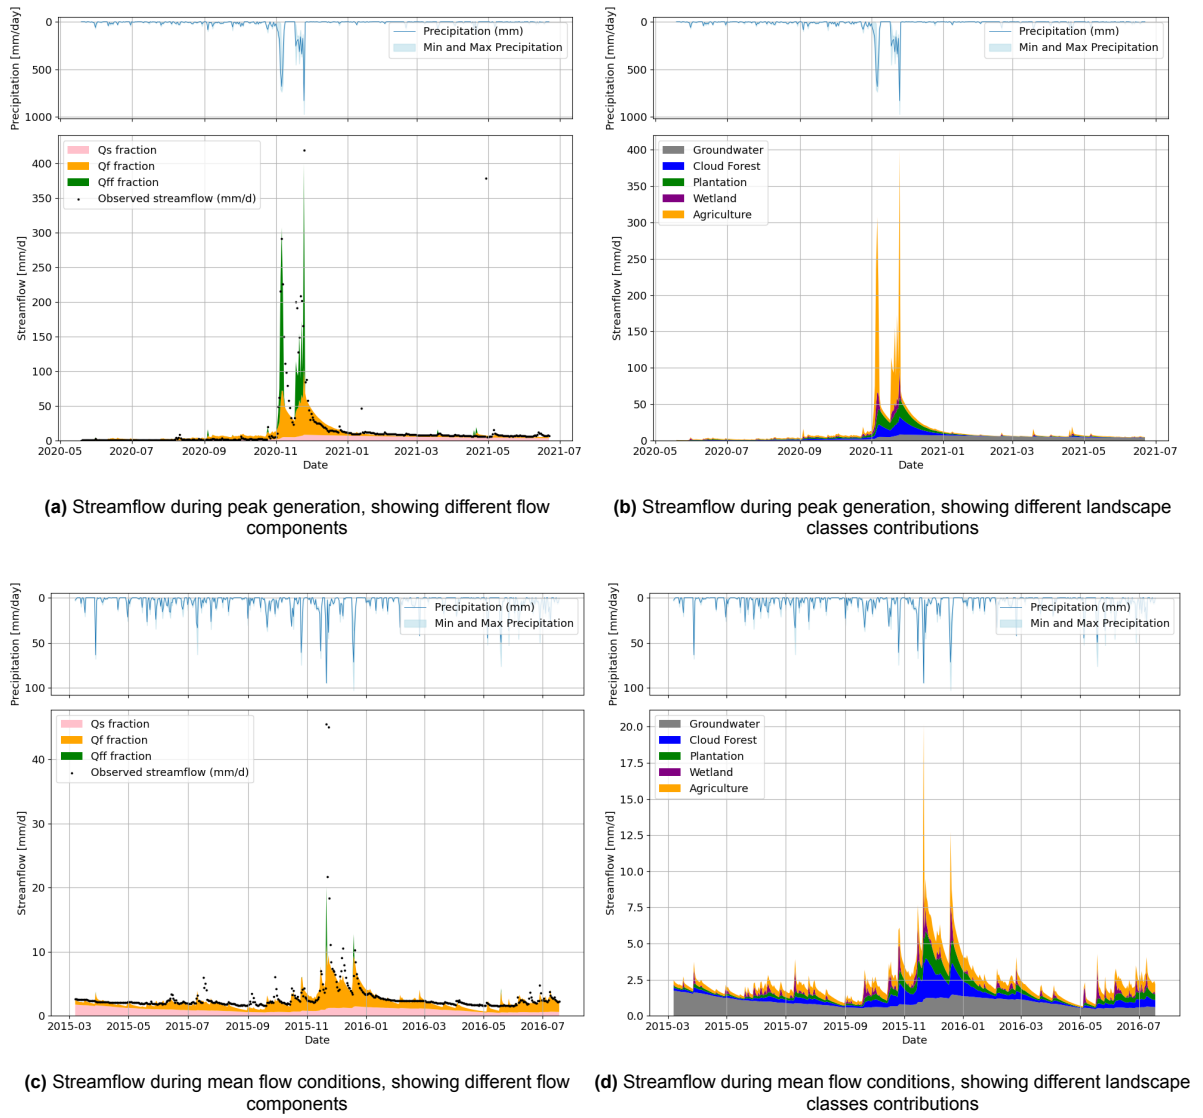 Precipitation [mm/day]
0
500
1000
Precipitation (mm)
Min and Max Precipitation
Streamflow [mm/d]
400
350
300
250
200
150
100
50
0
Qs fraction
Qf fraction
Qff fraction
Observed streamflow (mm/d)
2020-05 2020-07 2020-09 2020-11 2021-01 2021-03 2021-05 2021-07
Date
(a) Streamflow during peak generation, showing different flow
components
Precipitation [mm/day]
0
500
1000
Precipitation (mm)
Min and Max Precipitation
Streamflow [mm/d]
400
350
300
250
200
150
100
50
0
Groundwater
Cloud Forest
Plantation
Wetland
Agriculture
2020-05 2020-07 2020-09 2020-11 2021-01 2021-03 2021-05 2021-07
Date
(b) Streamflow during peak generation, showing different landscape
classes contributions
Precipitation [mm/day]
0
50
100
Precipitation (mm)
Min and Max Precipitation
Streamflow [mm/d]
40
30
20
10
0
Qs fraction
Qf fraction
Qff fraction
Observed streamflow (mm/d)
2015-03 2015-05 2015-07 2015-09 2015-11 2016-01 2016-03 2016-05 2016-07
Date
(c) Streamflow during mean flow conditions, showing different flow
components
Precipitation [mm/day]
0
50
100
Precipitation (mm)
Min and Max Precipitation
Streamflow [mm/d]
20.0
17.5
15.0
12.5
10.0
7.5
5.0
2.5
0.0
Groundwater
Cloud Forest
Plantation
Wetland
Agriculture
2015-03 2015-05 2015-07 2015-09 2015-11 2016-01 2016-03 2016-05 2016-07
Date
(d) Streamflow during mean flow conditions, showing different landscape
classes contributions